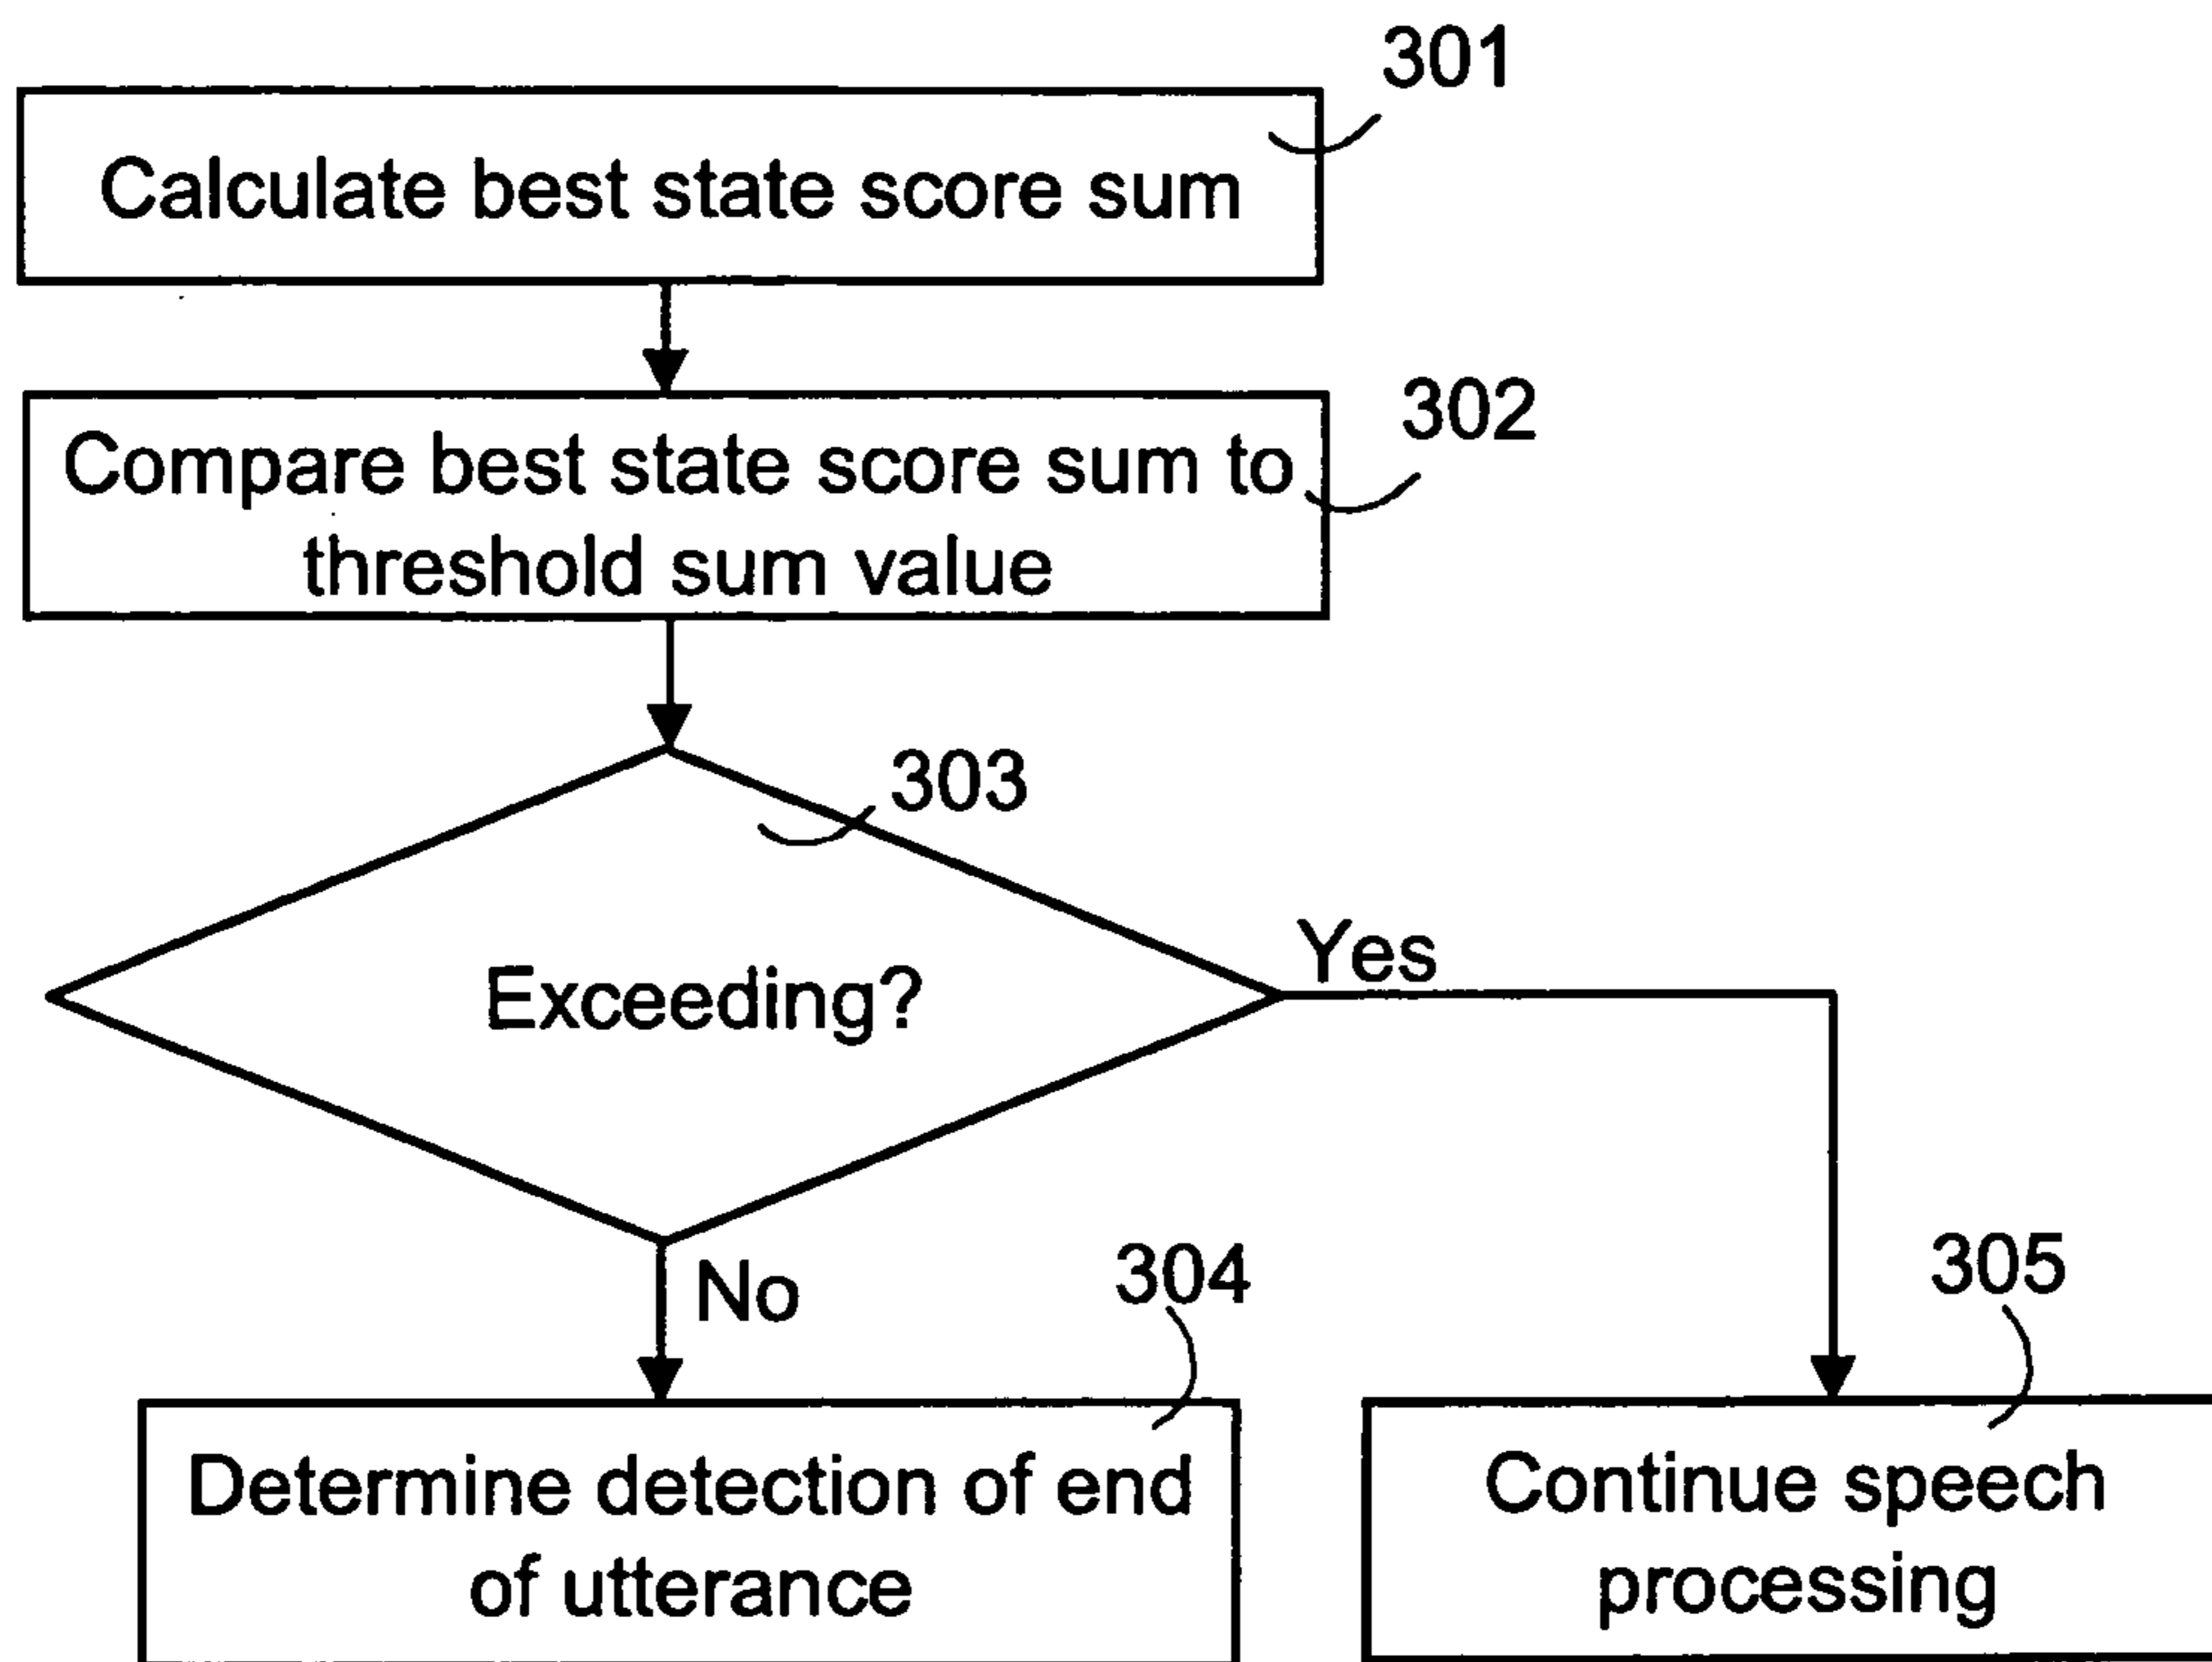 301
Calculate best state score sum
302
Compare best state score sum to
threshold sum value
303
Exceeding?
Yes
No
304
Determine detection of end
of utterance
305
Continue speech
processing